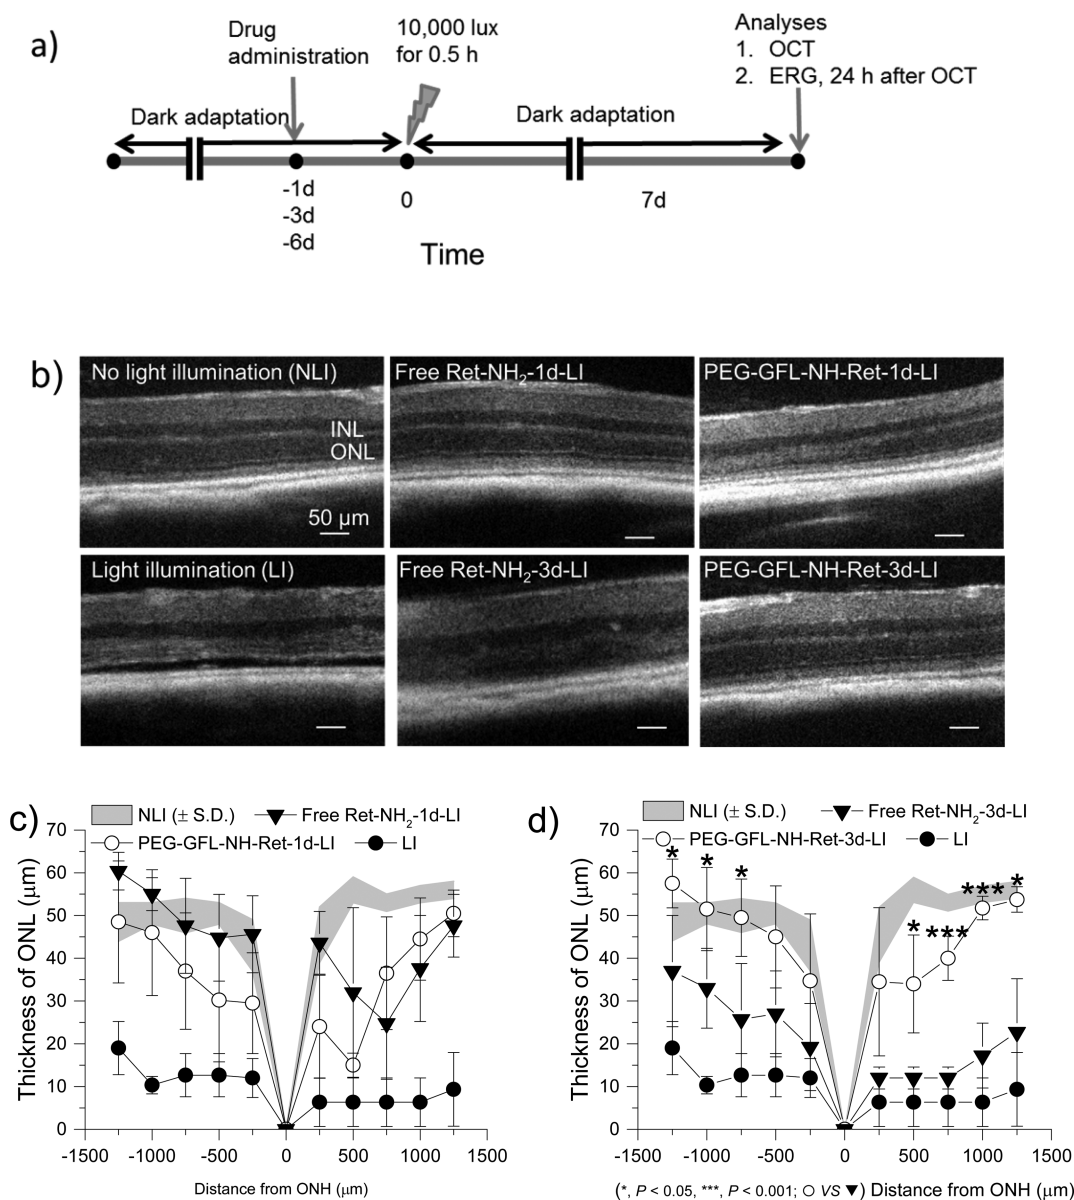 a)
Drug
administration
10,000 lux
for 0.5 h
Analyses
1. OCT
2. ERG, 24 h after OCT
Dark adaptation
Dark adaptation
-1d
-3d
-6d
0
7d
Time
b)
No light illumination (NLI)
INL
ONL
50 µm
Free Ret-NH2-1d-LI
PEG-GFL-NH-Ret-1d-LI
Light illumination (LI)
Free Ret-NH2-3d-LI
PEG-GFL-NH-Ret-3d-LI
c)
NLI (± S.D.)
Free Ret-NH2-1d-LI
PEG-GFL-NH-Ret-1d-LI
LI
Thickness of ONL (µm)
70
60
50
40
30
20
10
0
-1500 -1000 -500 0 500 1000 1500
Distance from ONH (µm)
d)
NLI (± S.D.)
Free Ret-NH2-3d-LI
PEG-GFL-NH-Ret-3d-LI
LI
Thickness of ONL (µm)
70
60
50
40
30
20
10
0
* * * * *** *** *
-1500 -1000 -500 0 500 1000 1500
(*, P < 0.05, ***, P < 0.001; ○ VS ▼) Distance from ONH (µm)